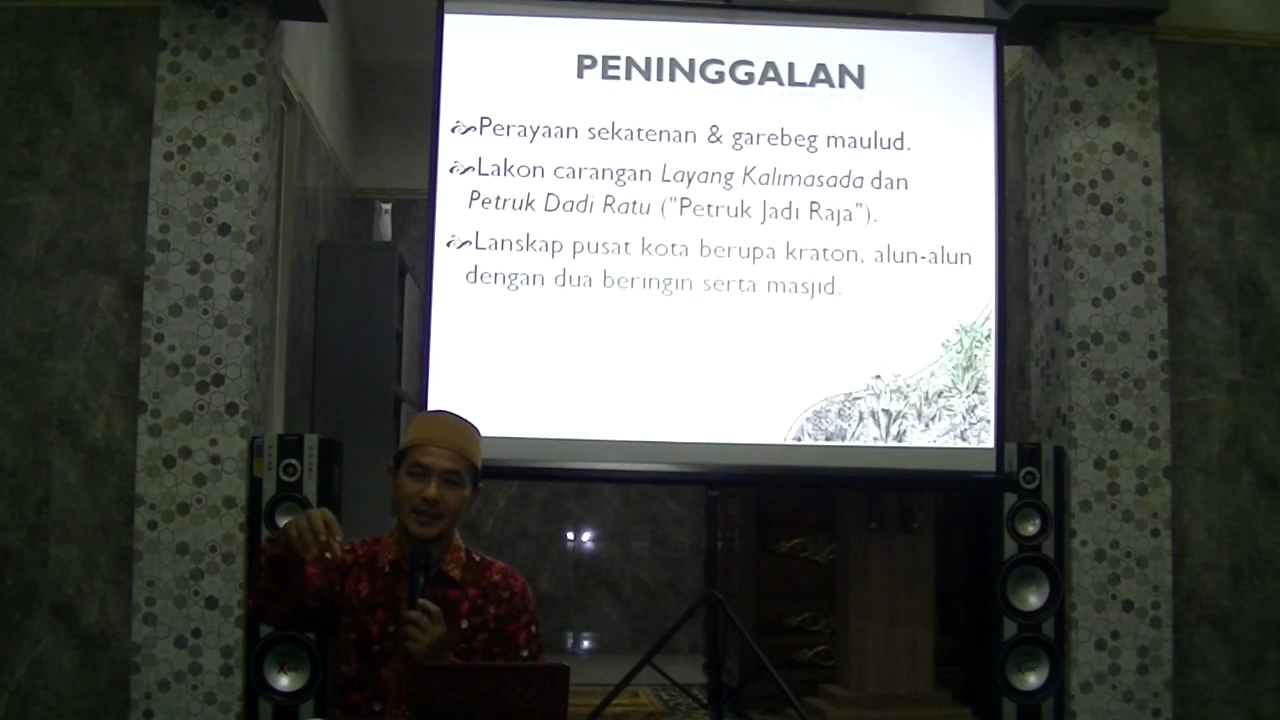 PENINGGALAN
Perayaan sekatenan & garebeg maulud.
Lakon carangan Layang Kalimasada dan
Petruk Dadi Ratu ("Petruk Jadi Raja").
Lanskap pusat kota berupa kraton, alun-alun
dengan dua beringin serta masjid.